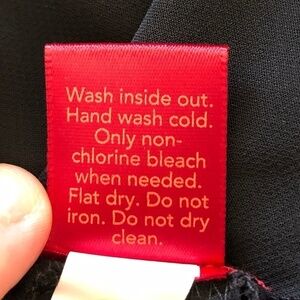 Wash inside out.
Hand wash cold.
Only non-
chlorine bleach
when needed.
Flat dry. Do not
iron. Do not dry
clean.